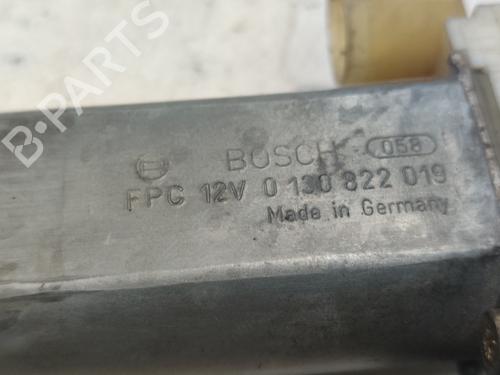 BOSCH 058
FPC 12V 0 130 822 019
Made in Germany
B-PARTS